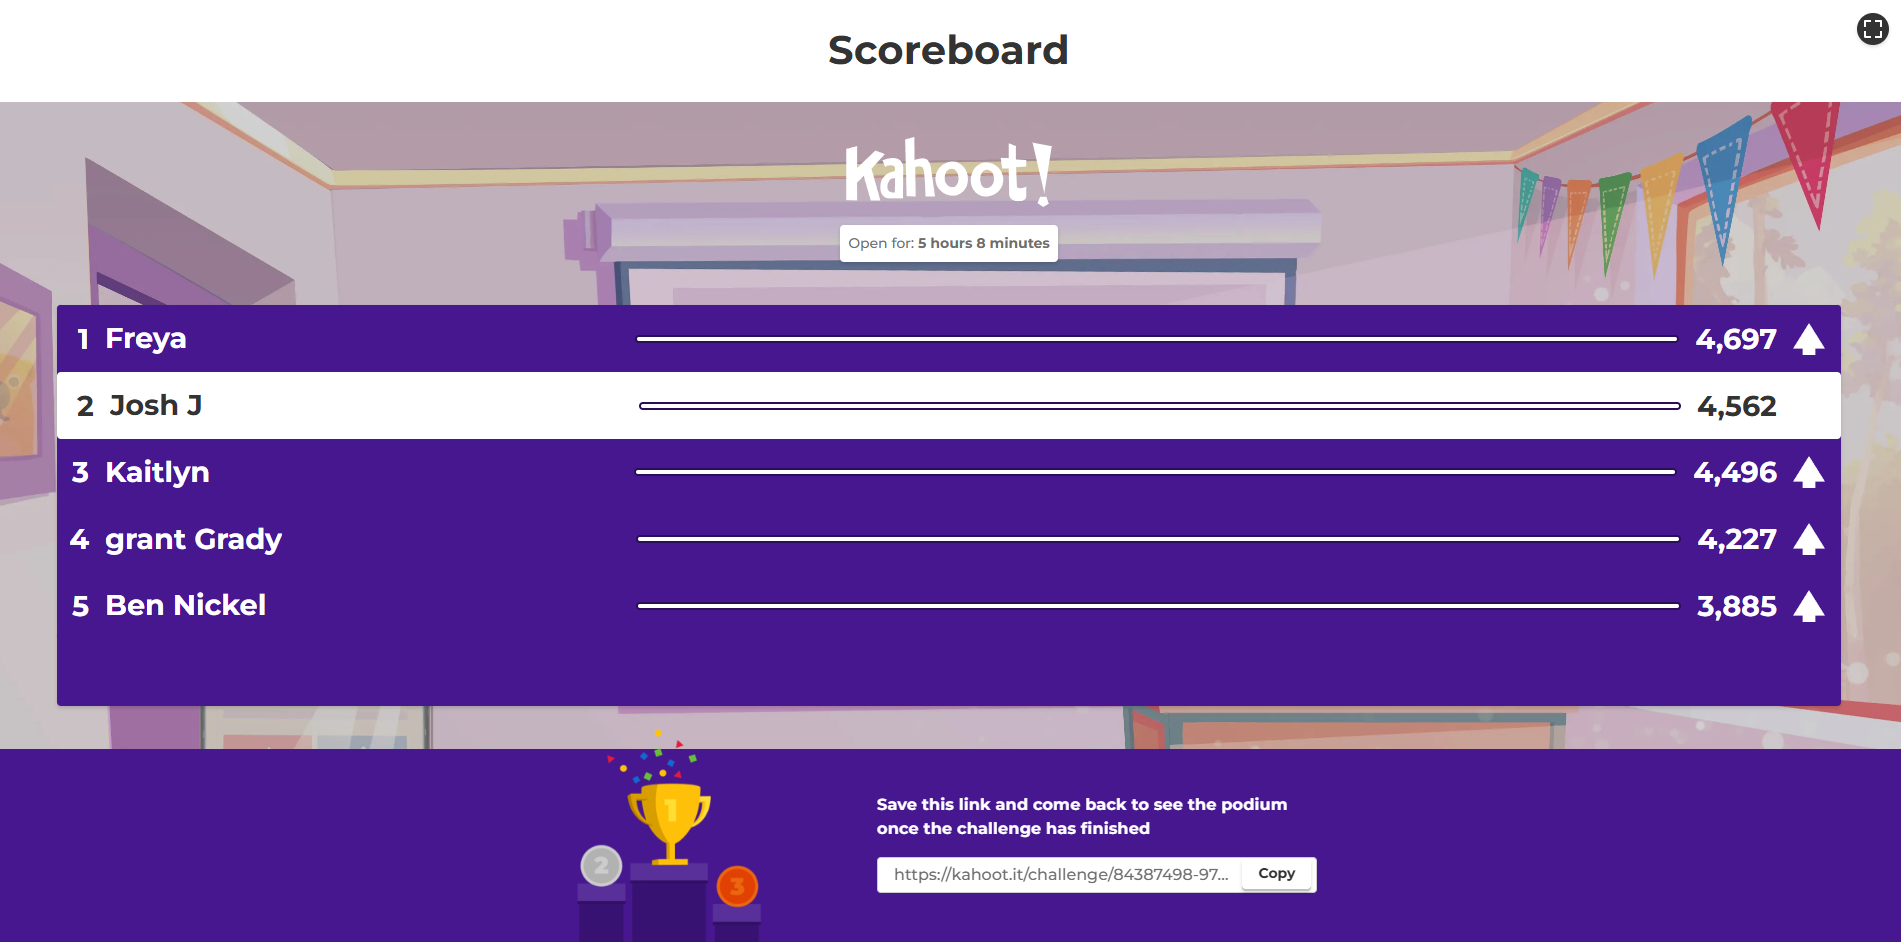 Scoreboard
Kahoot!
Open for: 5 hours 8 minutes
1 Freya 4,697
2 Josh J 4,562
3 Kaitlyn 4,496
4 grant Grady 4,227
5 Ben Nickel 3,885
1
2
3
Save this link and come back to see the podium
once the challenge has finished
https://kahoot.it/challenge/84387498-97... Copy